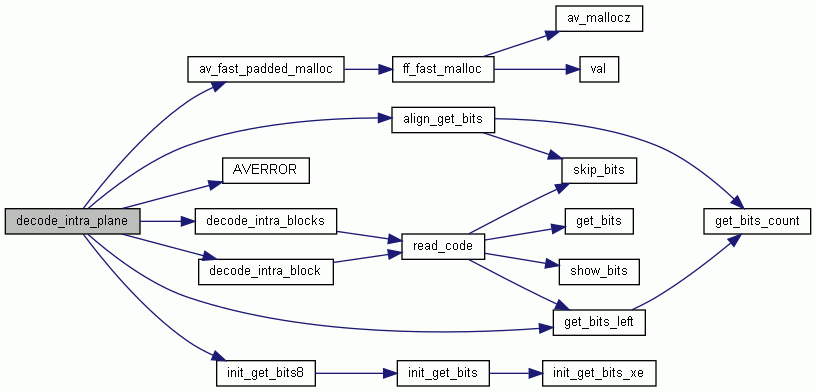 av_mallocz
av_fast_padded_malloc
ff_fast_malloc
val
align_get_bits
AVERROR
skip_bits
decode_intra_plane
decode_intra_blocks
get_bits
get_bits_count
read_code
decode_intra_block
show_bits
get_bits_left
init_get_bits8
init_get_bits
init_get_bits_xe